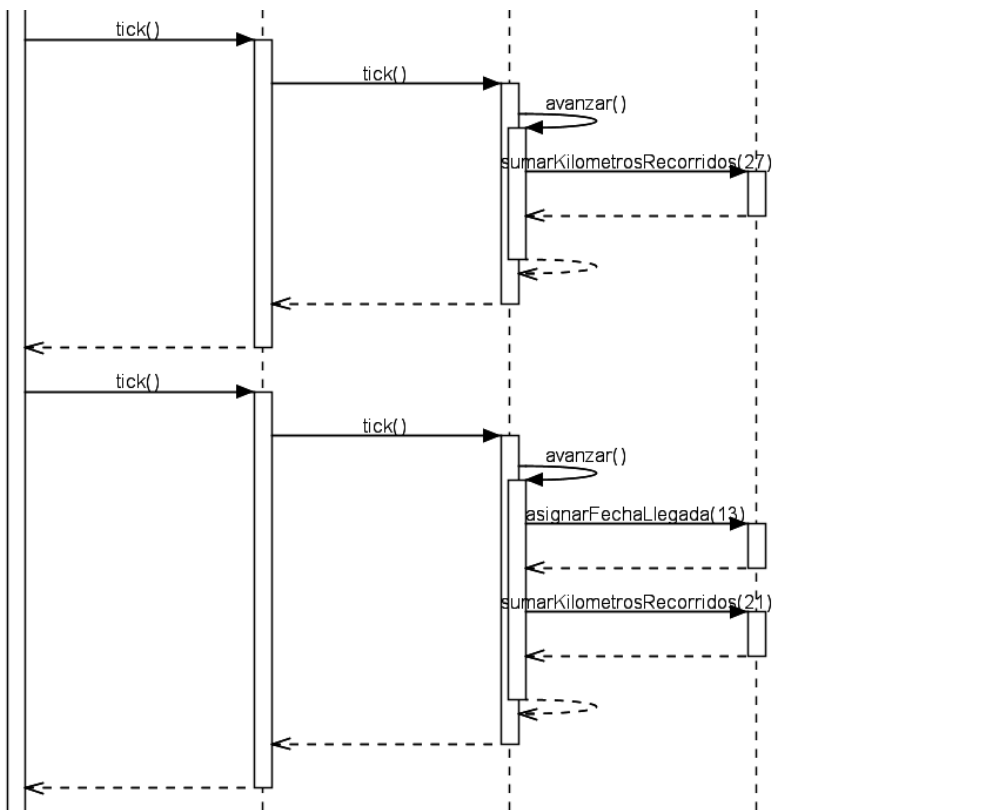 tick()
tick()
avanzar()
sumarKilometrosRecorridos(27)
tick()
tick()
avanzar()
asignarFechaLlegada(13)
sumarKilometrosRecorridos(21)